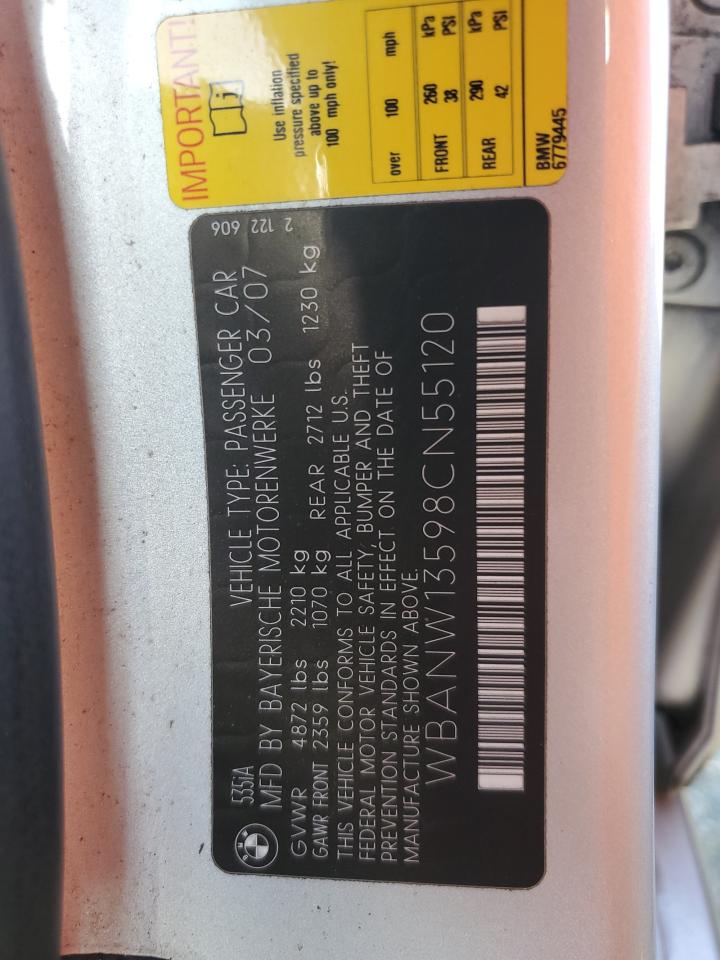 IMPORTANT!
Use inflation
pressure specified
above up to
100 mph only!
over 100 mph
FRONT 260 kPa
38 PSI
REAR 290 kPa
42 PSI
BMW
6779445
2 122 606
535iA VEHICLE TYPE: PASSENGER CAR
MFD BY BAYERISCHE MOTORENWERKE 03/07
GVWR 4872 lbs 2210 kg
GAWR FRONT 2359 lbs 1070 kg REAR 2712 lbs 1230 kg
THIS VEHICLE CONFORMS TO ALL APPLICABLE U.S.
FEDERAL MOTOR VEHICLE SAFETY, BUMPER AND THEFT
PREVENTION STANDARDS IN EFFECT ON THE DATE OF
MANUFACTURE SHOWN ABOVE.
WBANW13598CN55120